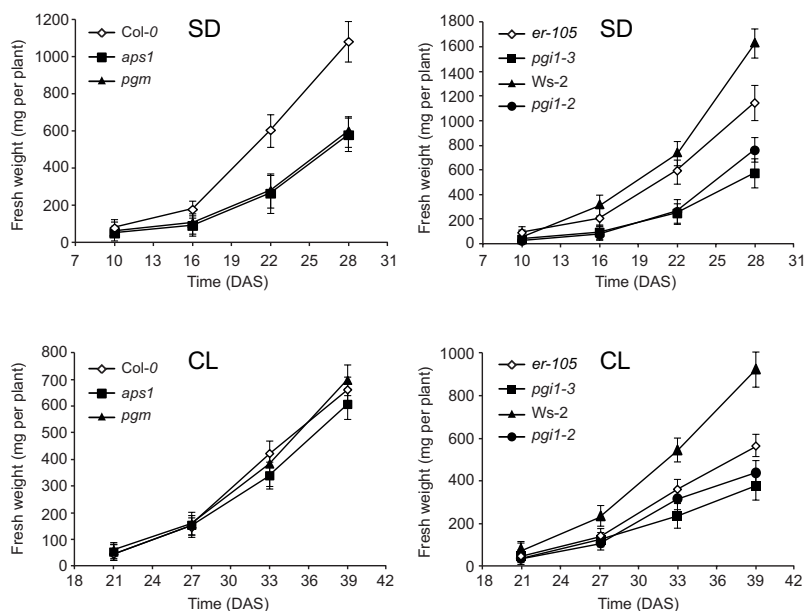 SD
Fresh weight (mg per plant)
1200
1000
800
600
400
200
0
Col-0
aps1
pgm
7 10 13 16 19 22 25 28 31
Time (DAS)
SD
Fresh weight (mg per plant)
1800
1600
1400
1200
1000
800
600
400
200
0
er-105
pgi1-3
Ws-2
pgi1-2
7 10 13 16 19 22 25 28 31
Time (DAS)
CL
Fresh weight (mg per plant)
800
700
600
500
400
300
200
100
0
Col-0
aps1
pgm
18 21 24 27 30 33 36 39 42
Time (DAS)
CL
Fresh weight (mg per plant)
1000
800
600
400
200
0
er-105
pgi1-3
Ws-2
pgi1-2
18 21 24 27 30 33 36 39 42
Time (DAS)